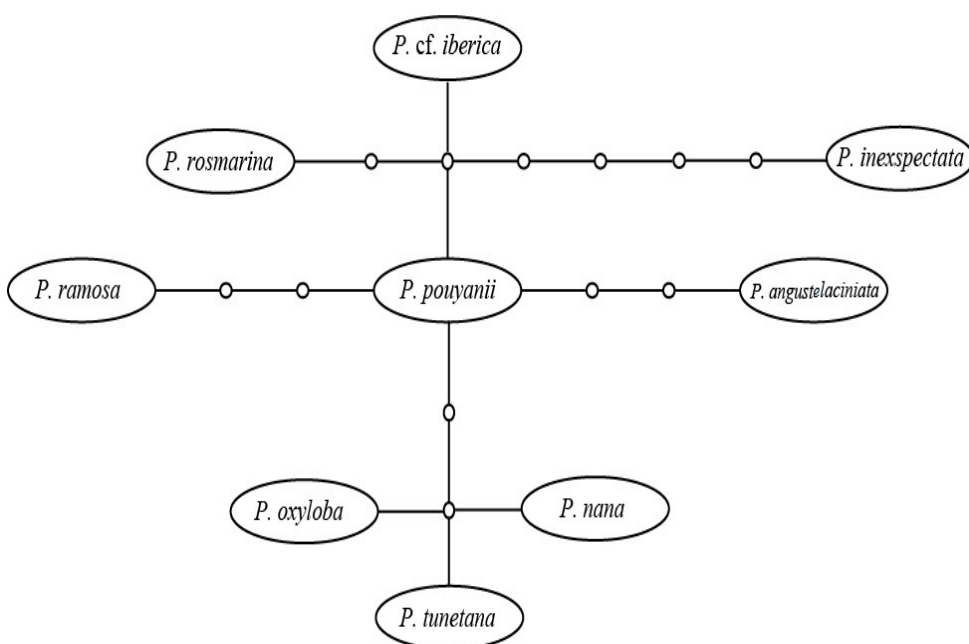 P. cf. iberica
P. rosmarina
P. inexspectata
P. ramosa
P. pouyanii
P. angustelaciniata
P. oxyloba
P. nana
P. tunetana